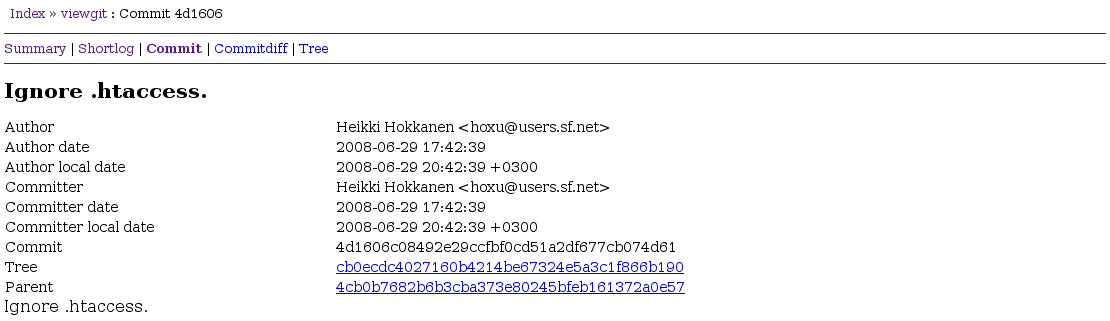 Index » viewgit : Commit 4d1606
Summary | Shortlog | Commit | Commitdiff | Tree
Ignore .htaccess.
Author Heikki Hokkanen <hoxu@users.sf.net>
Author date 2008-06-29 17:42:39
Author local date 2008-06-29 20:42:39 +0300
Committer Heikki Hokkanen <hoxu@users.sf.net>
Committer date 2008-06-29 17:42:39
Committer local date 2008-06-29 20:42:39 +0300
Commit 4d1606c08492e29ccfbf0cd51a2df677cb074d61
Tree cb0ecdc4027160b4214be67324e5a3c1f866b190
Parent 4cb0b7682b6b3cba373e80245bfeb161372a0e57
Ignore .htaccess.